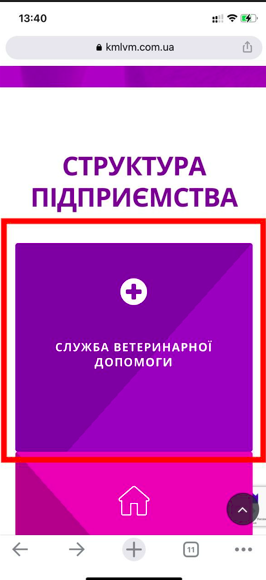 13:40
kmlvm.com.ua
СТРУКТУРА
ПІДПРИЄМСТВА
СЛУЖБА ВЕТЕРИНАРНОЇ
ДОПОМОГИ
11